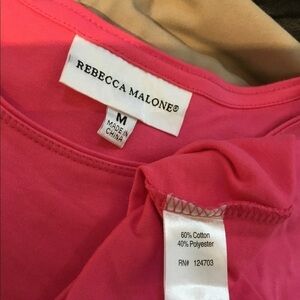 REBECCA MALONE®
M
MADE IN
CHINA
60% Cotton
40% Polyester
RN# 124703